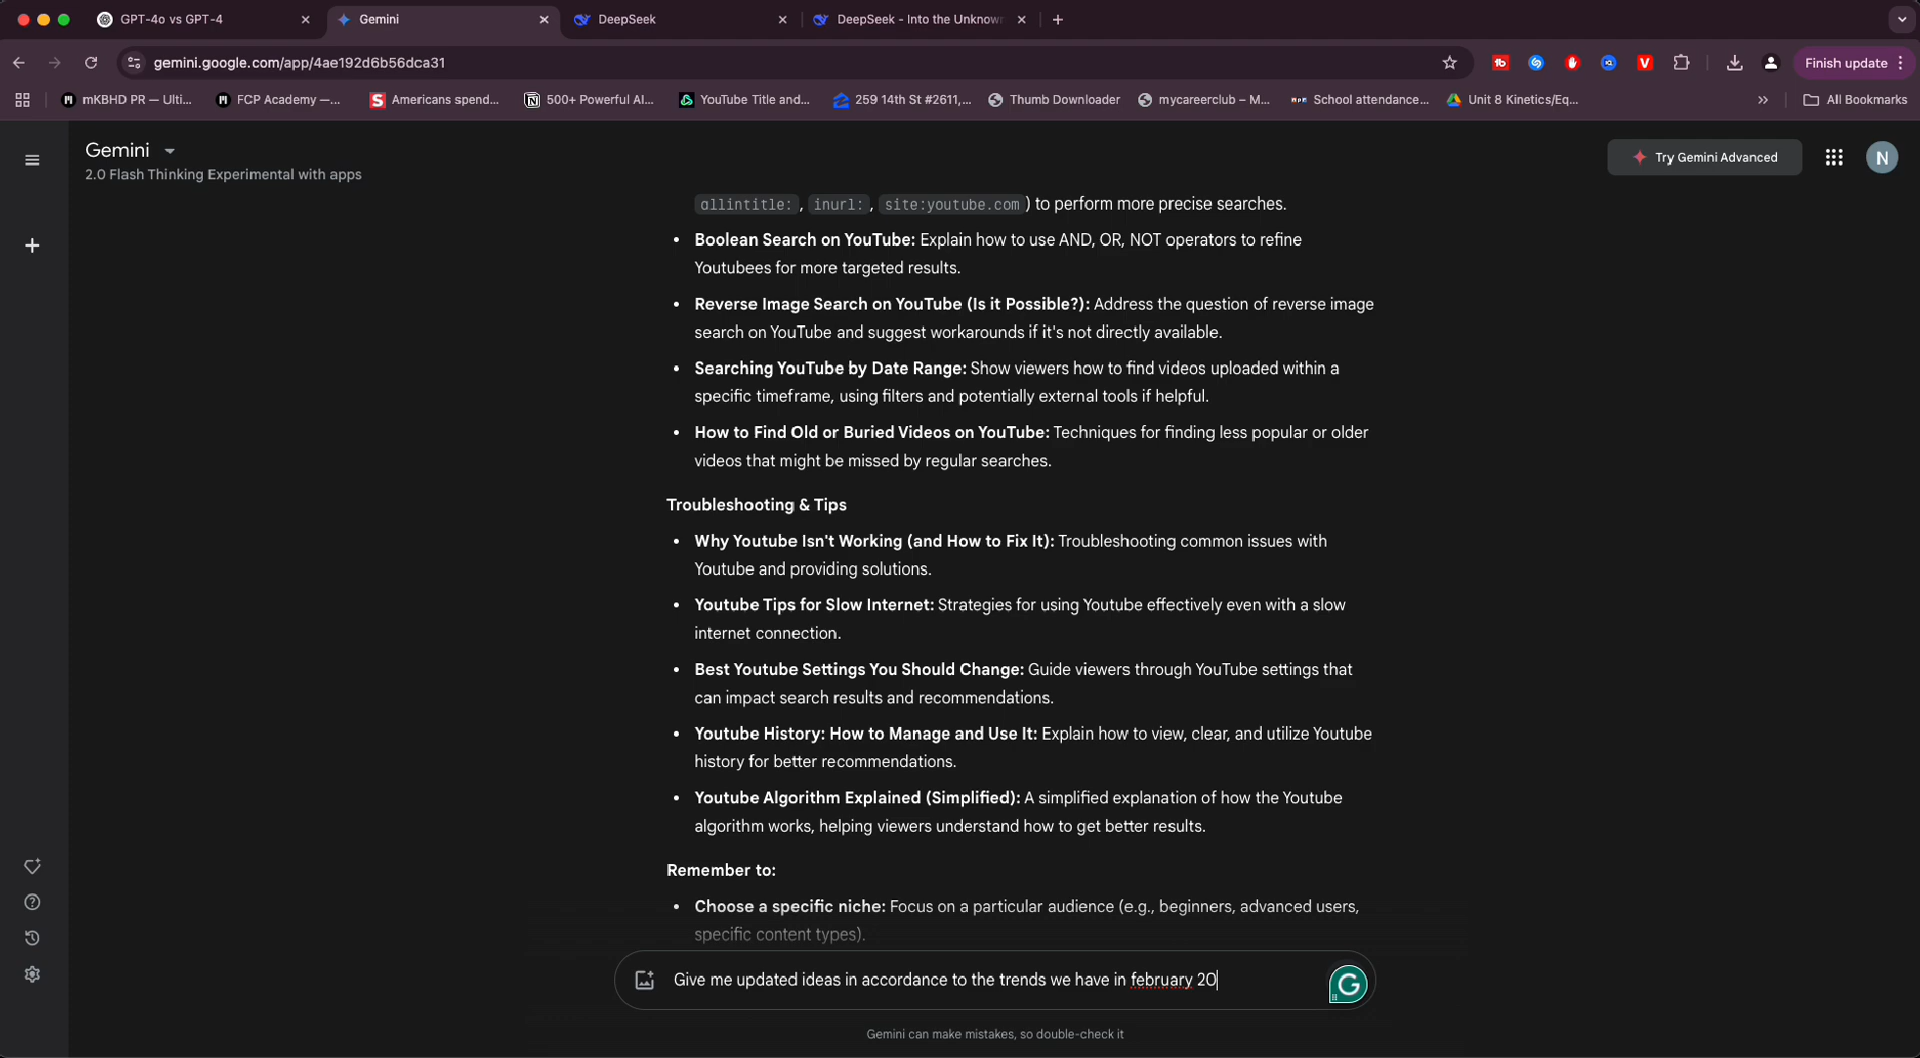 GPT-4o vs GPT-4
Gemini
DeepSeek
DeepSeek - Into the Unknown
gemini.google.com/app/4ae192d6b56dca31
Finish update
mKBHD PR — Ulti...
FCP Academy —...
Americans spend...
500+ Powerful AI...
YouTube Title and...
259 14th St #2611,...
Thumb Downloader
mycareerclub – M...
School attendance...
Unit 8 Kinetics/Eq...
All Bookmarks
Gemini
2.0 Flash Thinking Experimental with apps
Try Gemini Advanced
N
allintitle:, inurl:, site:youtube.com) to perform more precise searches.
• Boolean Search on YouTube: Explain how to use AND, OR, NOT operators to refine
Youtubees for more targeted results.
• Reverse Image Search on YouTube (Is it Possible?): Address the question of reverse image
search on YouTube and suggest workarounds if it's not directly available.
• Searching YouTube by Date Range: Show viewers how to find videos uploaded within a
specific timeframe, using filters and potentially external tools if helpful.
• How to Find Old or Buried Videos on YouTube: Techniques for finding less popular or older
videos that might be missed by regular searches.
Troubleshooting & Tips
• Why Youtube Isn't Working (and How to Fix It): Troubleshooting common issues with
Youtube and providing solutions.
• Youtube Tips for Slow Internet: Strategies for using Youtube effectively even with a slow
internet connection.
• Best Youtube Settings You Should Change: Guide viewers through YouTube settings that
can impact search results and recommendations.
• Youtube History: How to Manage and Use It: Explain how to view, clear, and utilize Youtube
history for better recommendations.
• Youtube Algorithm Explained (Simplified): A simplified explanation of how the Youtube
algorithm works, helping viewers understand how to get better results.
Remember to:
• Choose a specific niche: Focus on a particular audience (e.g., beginners, advanced users,
specific content types).
Give me updated ideas in accordance to the trends we have in february 20
Gemini can make mistakes, so double-check it